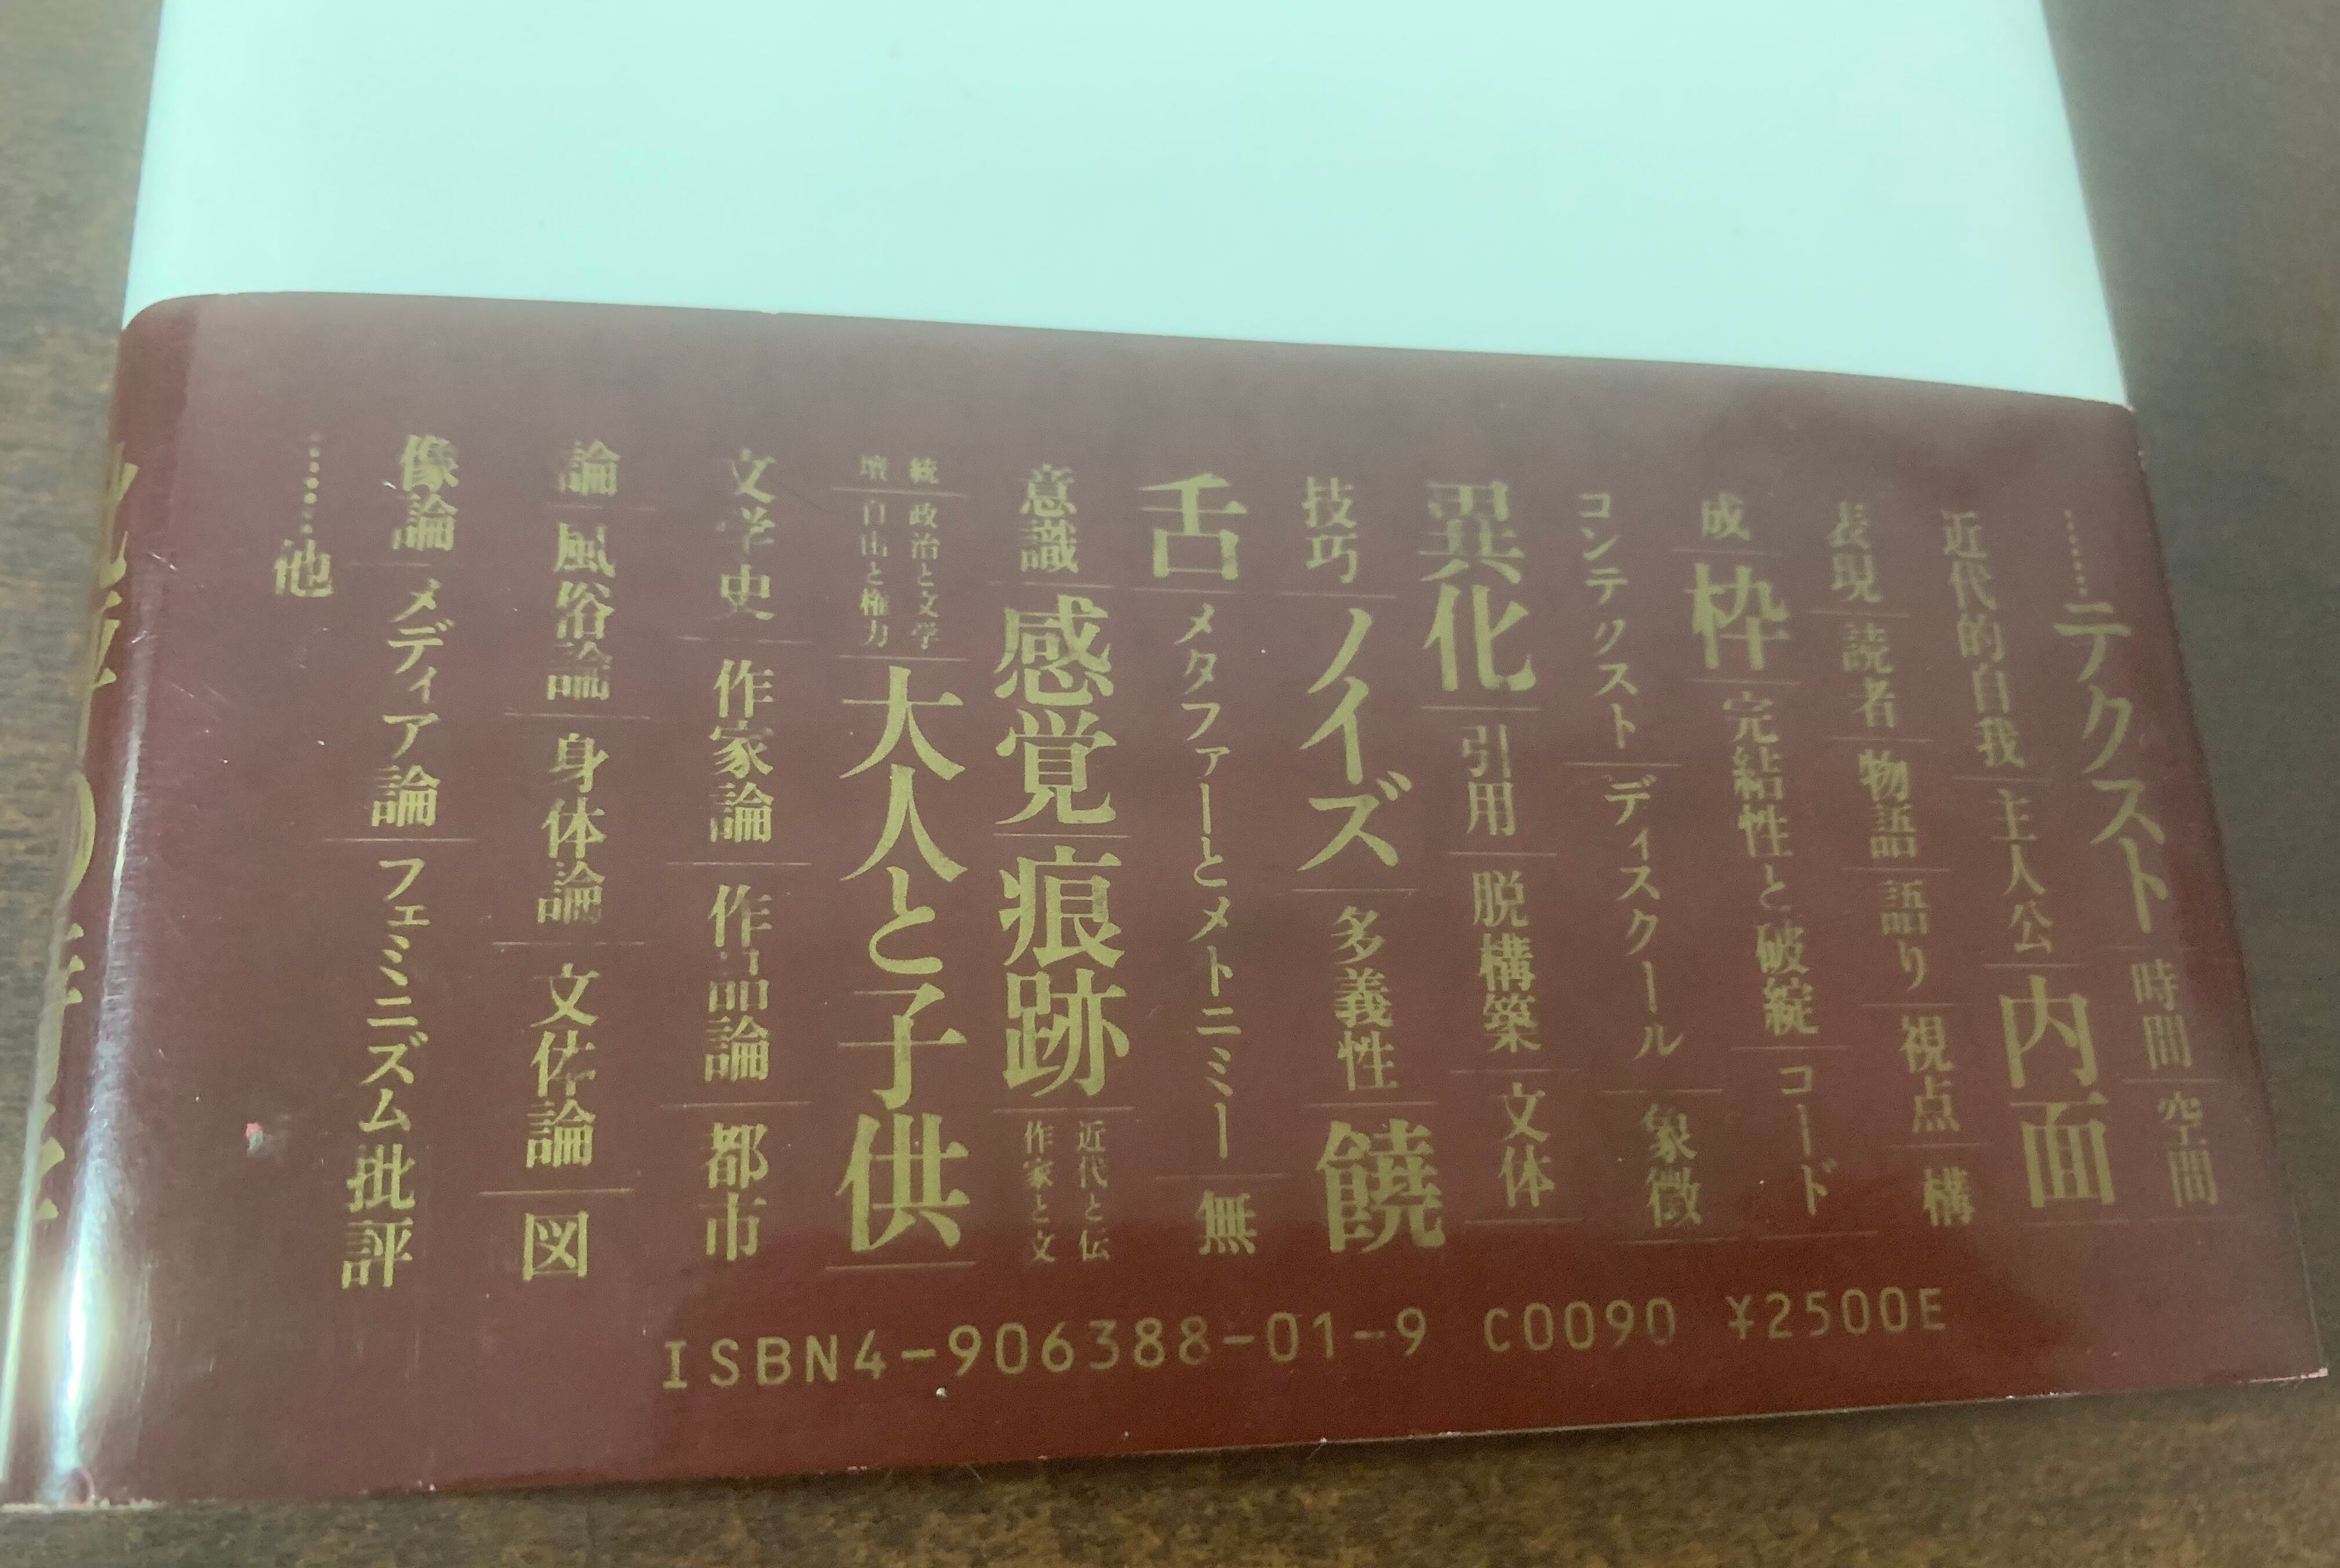 ……テクスト│時間│空間│
近代的自我│主人公│内面│
表現│読者│物語│語り│視点│構
成│枠│完結性と破綻│コード│
コンテクスト│ディスクール│象徴│
異化│引用│脱構築│文体│
技巧│ノイズ│多義性│饒
舌│メタファーとメトニミー│無
意識│感覚│痕跡│近代と伝
統│政治と文学│作家と文
壇│自由と権力│大人と子供│
文学史│作家論│作品論│都市
論│風俗論│身体論│文体論│図
像論│メディア論│フェミニズム批評
……他
ISBN4-906388-01-9 C0090 ¥2500E